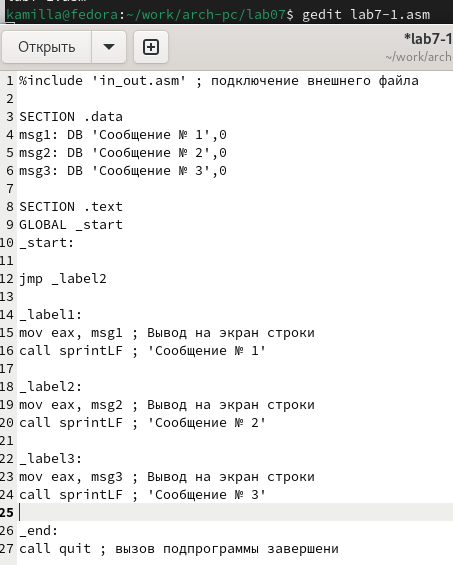 kamilla@fedora:~/work/arch-pc/lab07$ gedit lab7-1.asm
Открыть
*lab7-1
~/work/arch
1 %include 'in_out.asm' ; подключение внешнего файла
2
3 SECTION .data
4 msg1: DB 'Сообщение № 1',0
5 msg2: DB 'Сообщение № 2',0
6 msg3: DB 'Сообщение № 3',0
7
8 SECTION .text
9 GLOBAL _start
10 _start:
11
12 jmp _label2
13
14 _label1:
15 mov eax, msg1 ; Вывод на экран строки
16 call sprintLF ; 'Сообщение № 1'
17
18 _label2:
19 mov eax, msg2 ; Вывод на экран строки
20 call sprintLF ; 'Сообщение № 2'
21
22 _label3:
23 mov eax, msg3 ; Вывод на экран строки
24 call sprintLF ; 'Сообщение № 3'
25
26 _end:
27 call quit ; вызов подпрограммы завершени